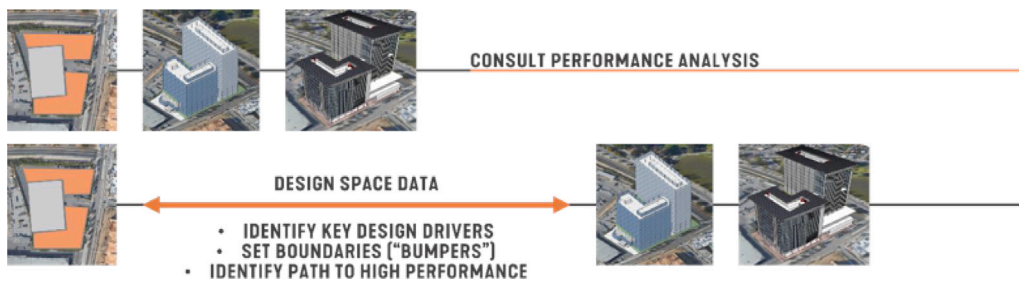 CONSULT PERFORMANCE ANALYSIS
DESIGN SPACE DATA
• IDENTIFY KEY DESIGN DRIVERS
• SET BOUNDARIES ("BUMPERS")
• IDENTIFY PATH TO HIGH PERFORMANCE